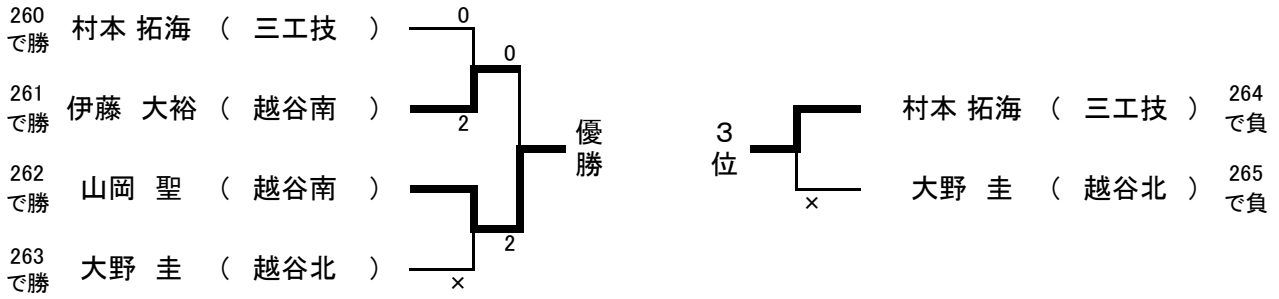 260
で勝
村本 拓海 ( 三工技 )
0
0
261
で勝
伊藤 大裕 ( 越谷南 )
2
優勝
262
で勝
山岡 聖 ( 越谷南 )
2
263
で勝
大野 圭 ( 越谷北 )
×
3位
村本 拓海 ( 三工技 )
264
で負
大野 圭 ( 越谷北 )
265
で負
×